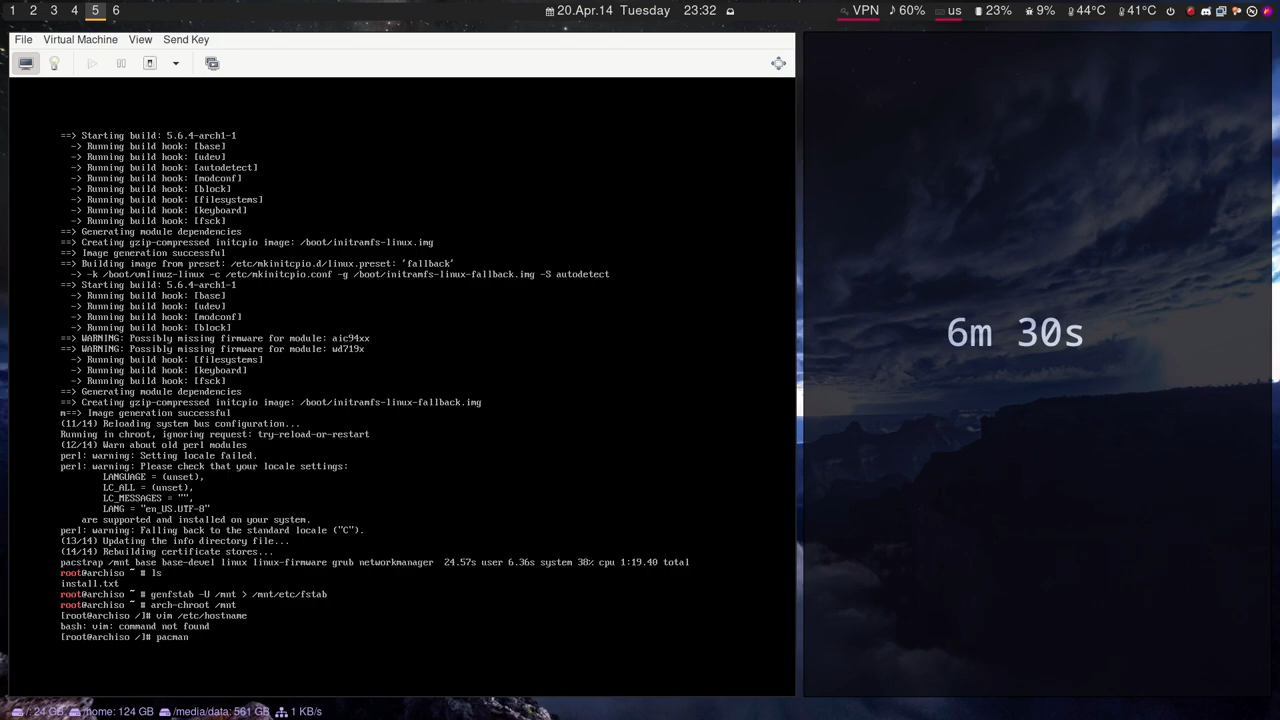 1 2 3 4 5 6
20.Apr.14 Tuesday 23:32
VPN 60% us 23% 9% 44°C 41°C
File Virtual Machine View Send Key
==> Starting build: 5.6.4-arch1-1
-> Running build hook: [base]
-> Running build hook: [udev]
-> Running build hook: [autodetect]
-> Running build hook: [modconf]
-> Running build hook: [block]
-> Running build hook: [filesystems]
-> Running build hook: [keyboard]
-> Running build hook: [fsck]
==> Generating module dependencies
==> Creating gzip-compressed initcpio image: /boot/initramfs-linux.img
==> Image generation successful
==> Building image from preset: /etc/mkinitcpio.d/linux.preset: 'fallback'
-> -k /boot/vmlinuz-linux -c /etc/mkinitcpio.conf -g /boot/initramfs-linux-fallback.img -S autodetect
==> Starting build: 5.6.4-arch1-1
-> Running build hook: [base]
-> Running build hook: [udev]
-> Running build hook: [modconf]
-> Running build hook: [block]
==> WARNING: Possibly missing firmware for module: aic94xx
==> WARNING: Possibly missing firmware for module: wd719x
-> Running build hook: [filesystems]
-> Running build hook: [keyboard]
-> Running build hook: [fsck]
==> Generating module dependencies
==> Creating gzip-compressed initcpio image: /boot/initramfs-linux-fallback.img
m==> Image generation successful
(11/14) Reloading system bus configuration...
Running in chroot, ignoring request: try-reload-or-restart
(12/14) Warn about old perl modules
perl: warning: Setting locale failed.
perl: warning: Please check that your locale settings:
LANGUAGE = (unset),
LC_ALL = (unset),
LC_MESSAGES = "",
LANG = "en_US.UTF-8"
are supported and installed on your system.
perl: warning: Falling back to the standard locale ("C").
(13/14) Updating the info directory file...
(14/14) Rebuilding certificate stores...
pacstrap /mnt base base-devel linux linux-firmware grub networkmanager  24.57s user 6.36s system 38% cpu 1:19.40 total
root@archiso ~ # ls
install.txt
root@archiso ~ # genfstab -U /mnt > /mnt/etc/fstab
root@archiso ~ # arch-chroot /mnt
[root@archiso /]# vim /etc/hostname
bash: vim: command not found
[root@archiso /]# pacman
6m 30s
/: 24 GB /home: 124 GB /media/data: 561 GB 1 KB/s